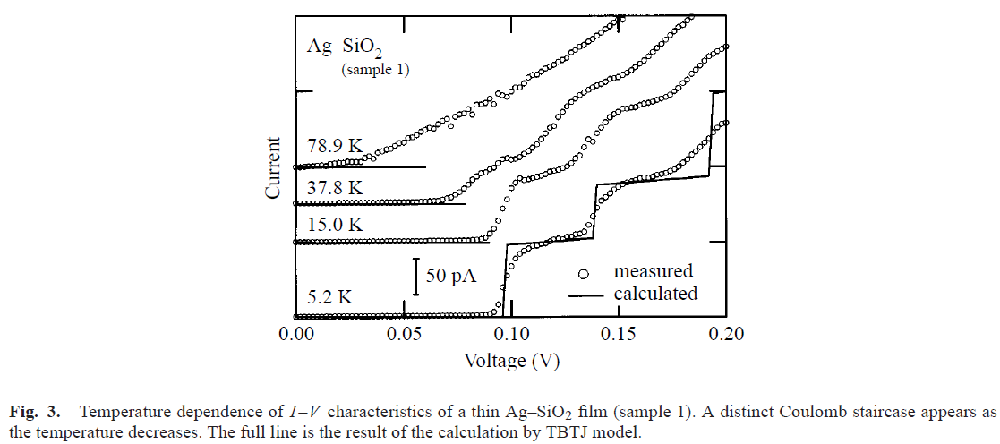 Ag–SiO2
(sample 1)
78.9 K
37.8 K
15.0 K
50 pA
5.2 K
measured
calculated
Current
0.00 0.05 0.10 0.15 0.20
Voltage (V)
Fig. 3. Temperature dependence of I–V characteristics of a thin Ag–SiO2 film (sample 1). A distinct Coulomb staircase appears as
the temperature decreases. The full line is the result of the calculation by TBTJ model.